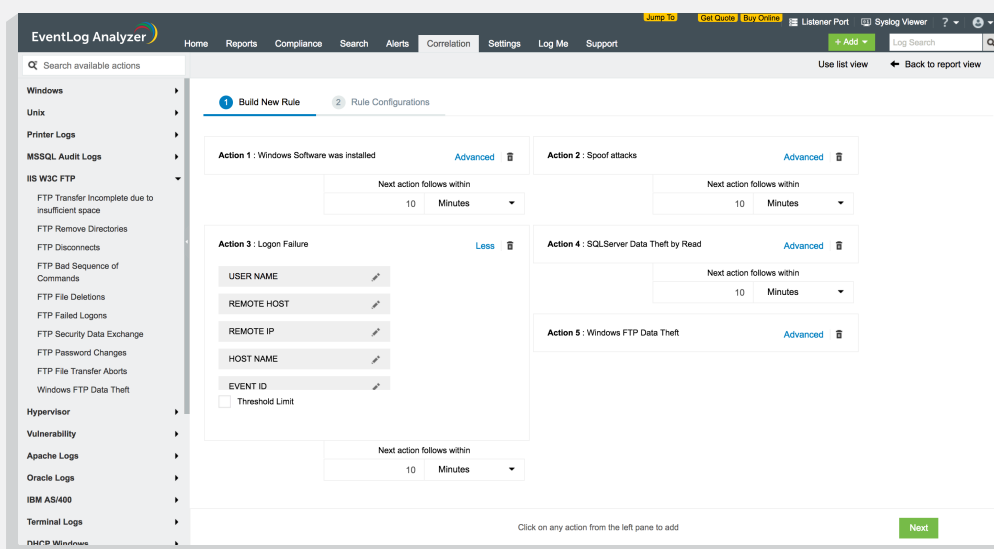 Jump To
Get Quote
Buy Online
Listener Port
Syslog Viewer
?
EventLog Analyzer
Home
Reports
Compliance
Search
Alerts
Correlation
Settings
Log Me
Support
+ Add
Log Search
Search available actions
Use list view
Back to report view
Windows
Unix
Printer Logs
MSSQL Audit Logs
IIS W3C FTP
FTP Transfer Incomplete due to
insufficient space
FTP Remove Directories
FTP Disconnects
FTP Bad Sequence of
Commands
FTP File Deletions
FTP Failed Logons
FTP Security Data Exchange
FTP Password Changes
FTP File Transfer Aborts
Windows FTP Data Theft
Hypervisor
Vulnerability
Apache Logs
Oracle Logs
IBM AS/400
Terminal Logs
DHCP Windows
1 Build New Rule
2 Rule Configurations
Action 1 : Windows Software was installed
Advanced
Next action follows within
10 Minutes
Action 2 : Spoof attacks
Advanced
Next action follows within
10 Minutes
Action 3 : Logon Failure
Less
USER NAME
REMOTE HOST
REMOTE IP
HOST NAME
EVENT ID
Threshold Limit
Next action follows within
10 Minutes
Action 4 : SQLServer Data Theft by Read
Advanced
Next action follows within
10 Minutes
Action 5 : Windows FTP Data Theft
Advanced
Click on any action from the left pane to add
Next